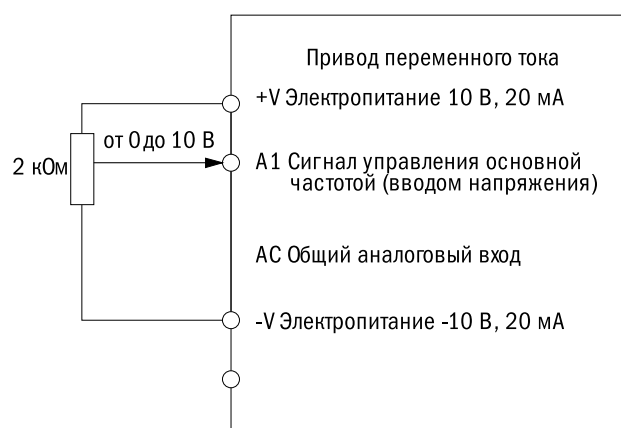 Привод переменного тока
+V Электропитание 10 В, 20 мА
от 0 до 10 В
2 кОм
A1 Сигнал управления основной
частотой (вводом напряжения)
AC Общий аналоговый вход
-V Электропитание -10 В, 20 мА